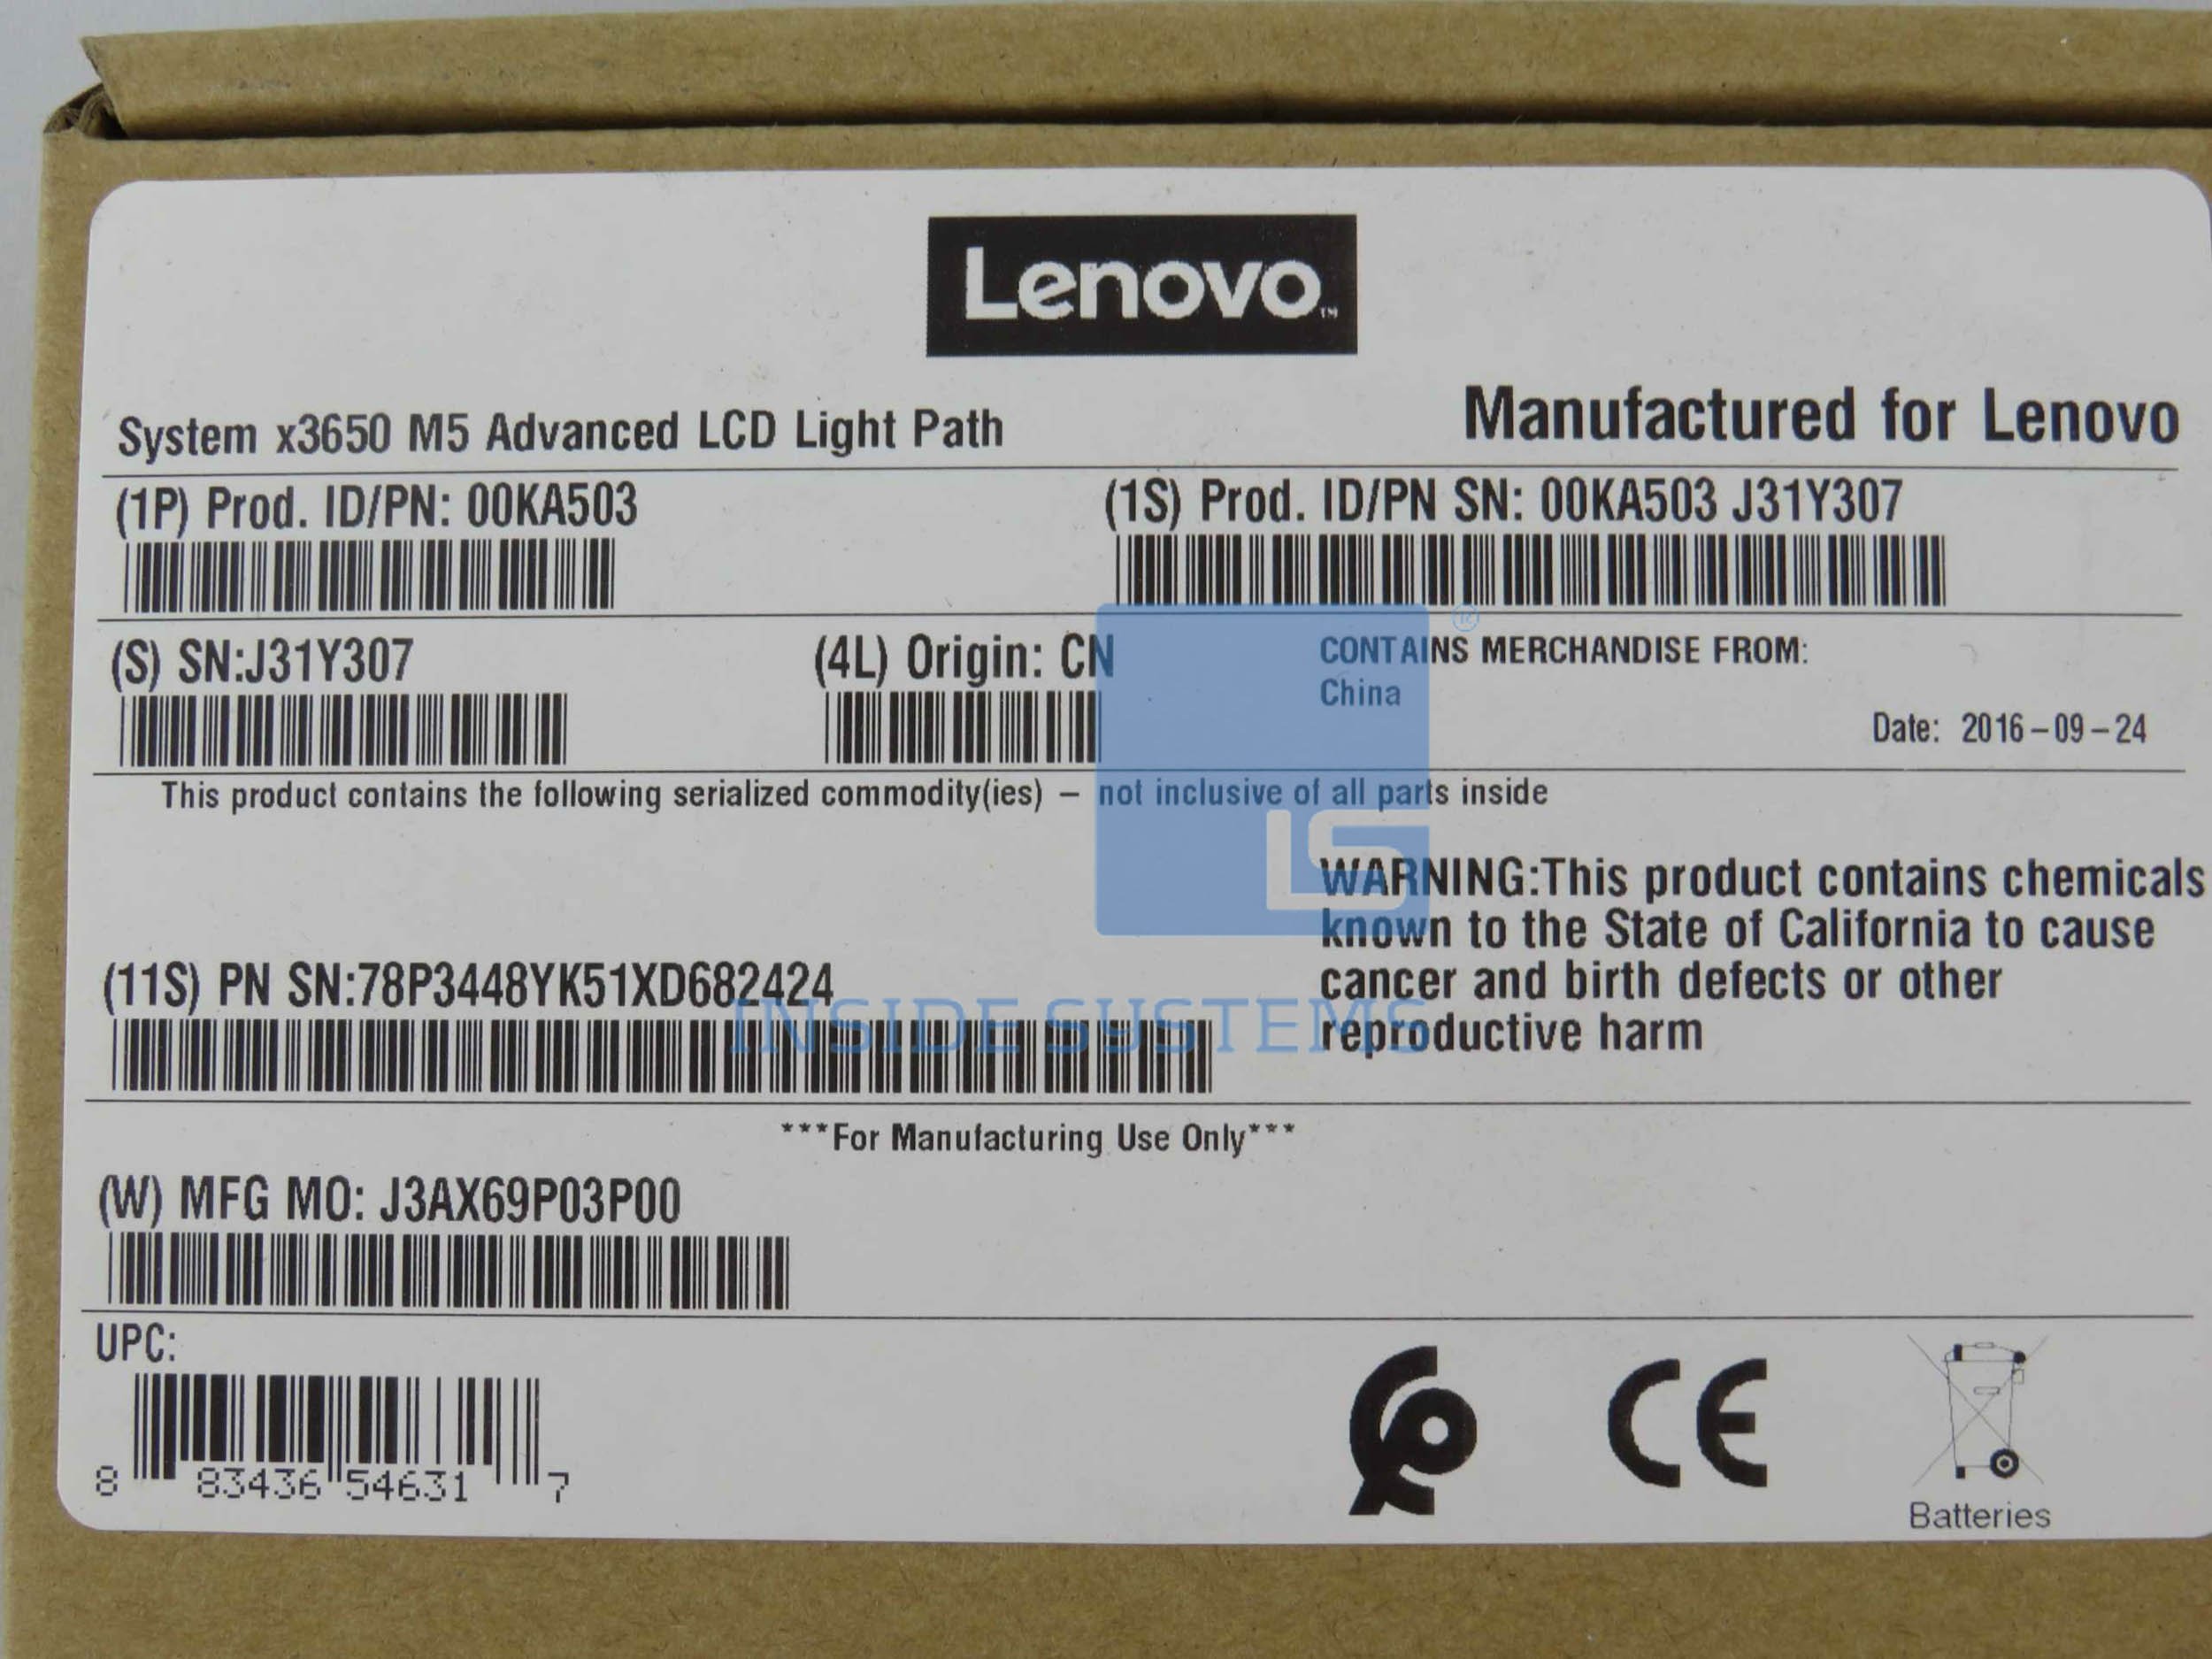 Lenovo™
System x3650 M5 Advanced LCD Light Path
Manufactured for Lenovo
(1P) Prod. ID/PN: 00KA503
(1S) Prod. ID/PN SN: 00KA503 J31Y307
(S) SN:J31Y307
(4L) Origin: CN
CONTAINS MERCHANDISE FROM:
China
Date: 2016-09-24
This product contains the following serialized commodity(ies) - not inclusive of all parts inside
WARNING:This product contains chemicals
known to the State of California to cause
cancer and birth defects or other
reproductive harm
(11S) PN SN:78P3448YK51XD682424
INSIDE SYSTEMS
***For Manufacturing Use Only***
(W) MFG MO: J3AX69P03P00
UPC:
8 83436 54631 7
CE
Batteries